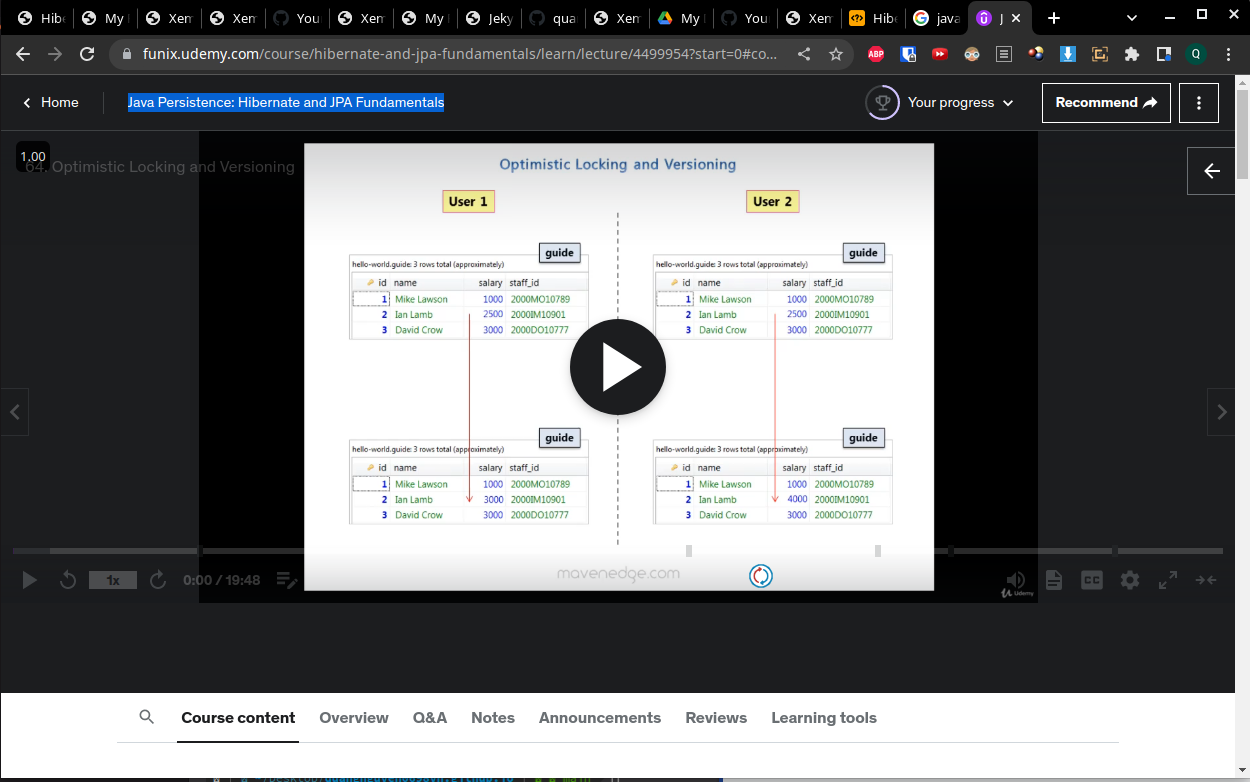 Hibe
My
Xem
Xem
You
Xem
My
Jeky
qua
Xem
My
You
Xem
Hibe
java
J
funix.udemy.com/course/hibernate-and-jpa-fundamentals/learn/lecture/4499954?start=0#co...
ABP
Q
Home
Java Persistence: Hibernate and JPA Fundamentals
Your progress
Recommend
1.00
64. Optimistic Locking and Versioning
Optimistic Locking and Versioning
User 1
User 2
guide
hello-world.guide: 3 rows total (approximately)
id name salary staff_id
1 Mike Lawson 1000 2000MO10789
2 Ian Lamb 2500 2000IM10901
3 David Crow 3000 2000DO10777
guide
hello-world.guide: 3 rows total (approximately)
id name salary staff_id
1 Mike Lawson 1000 2000MO10789
2 Ian Lamb 2500 2000IM10901
3 David Crow 3000 2000DO10777
guide
hello-world.guide: 3 rows total (approximately)
id name salary staff_id
1 Mike Lawson 1000 2000MO10789
2 Ian Lamb 3000 2000IM10901
3 David Crow 3000 2000DO10777
guide
hello-world.guide: 3 rows total (approximately)
id name salary staff_id
1 Mike Lawson 1000 2000MO10789
2 Ian Lamb 4000 2000IM10901
3 David Crow 3000 2000DO10777
mavenedge.com
1x
0:00 / 19:48
CC
Udemy
Course content
Overview
Q&A
Notes
Announcements
Reviews
Learning tools